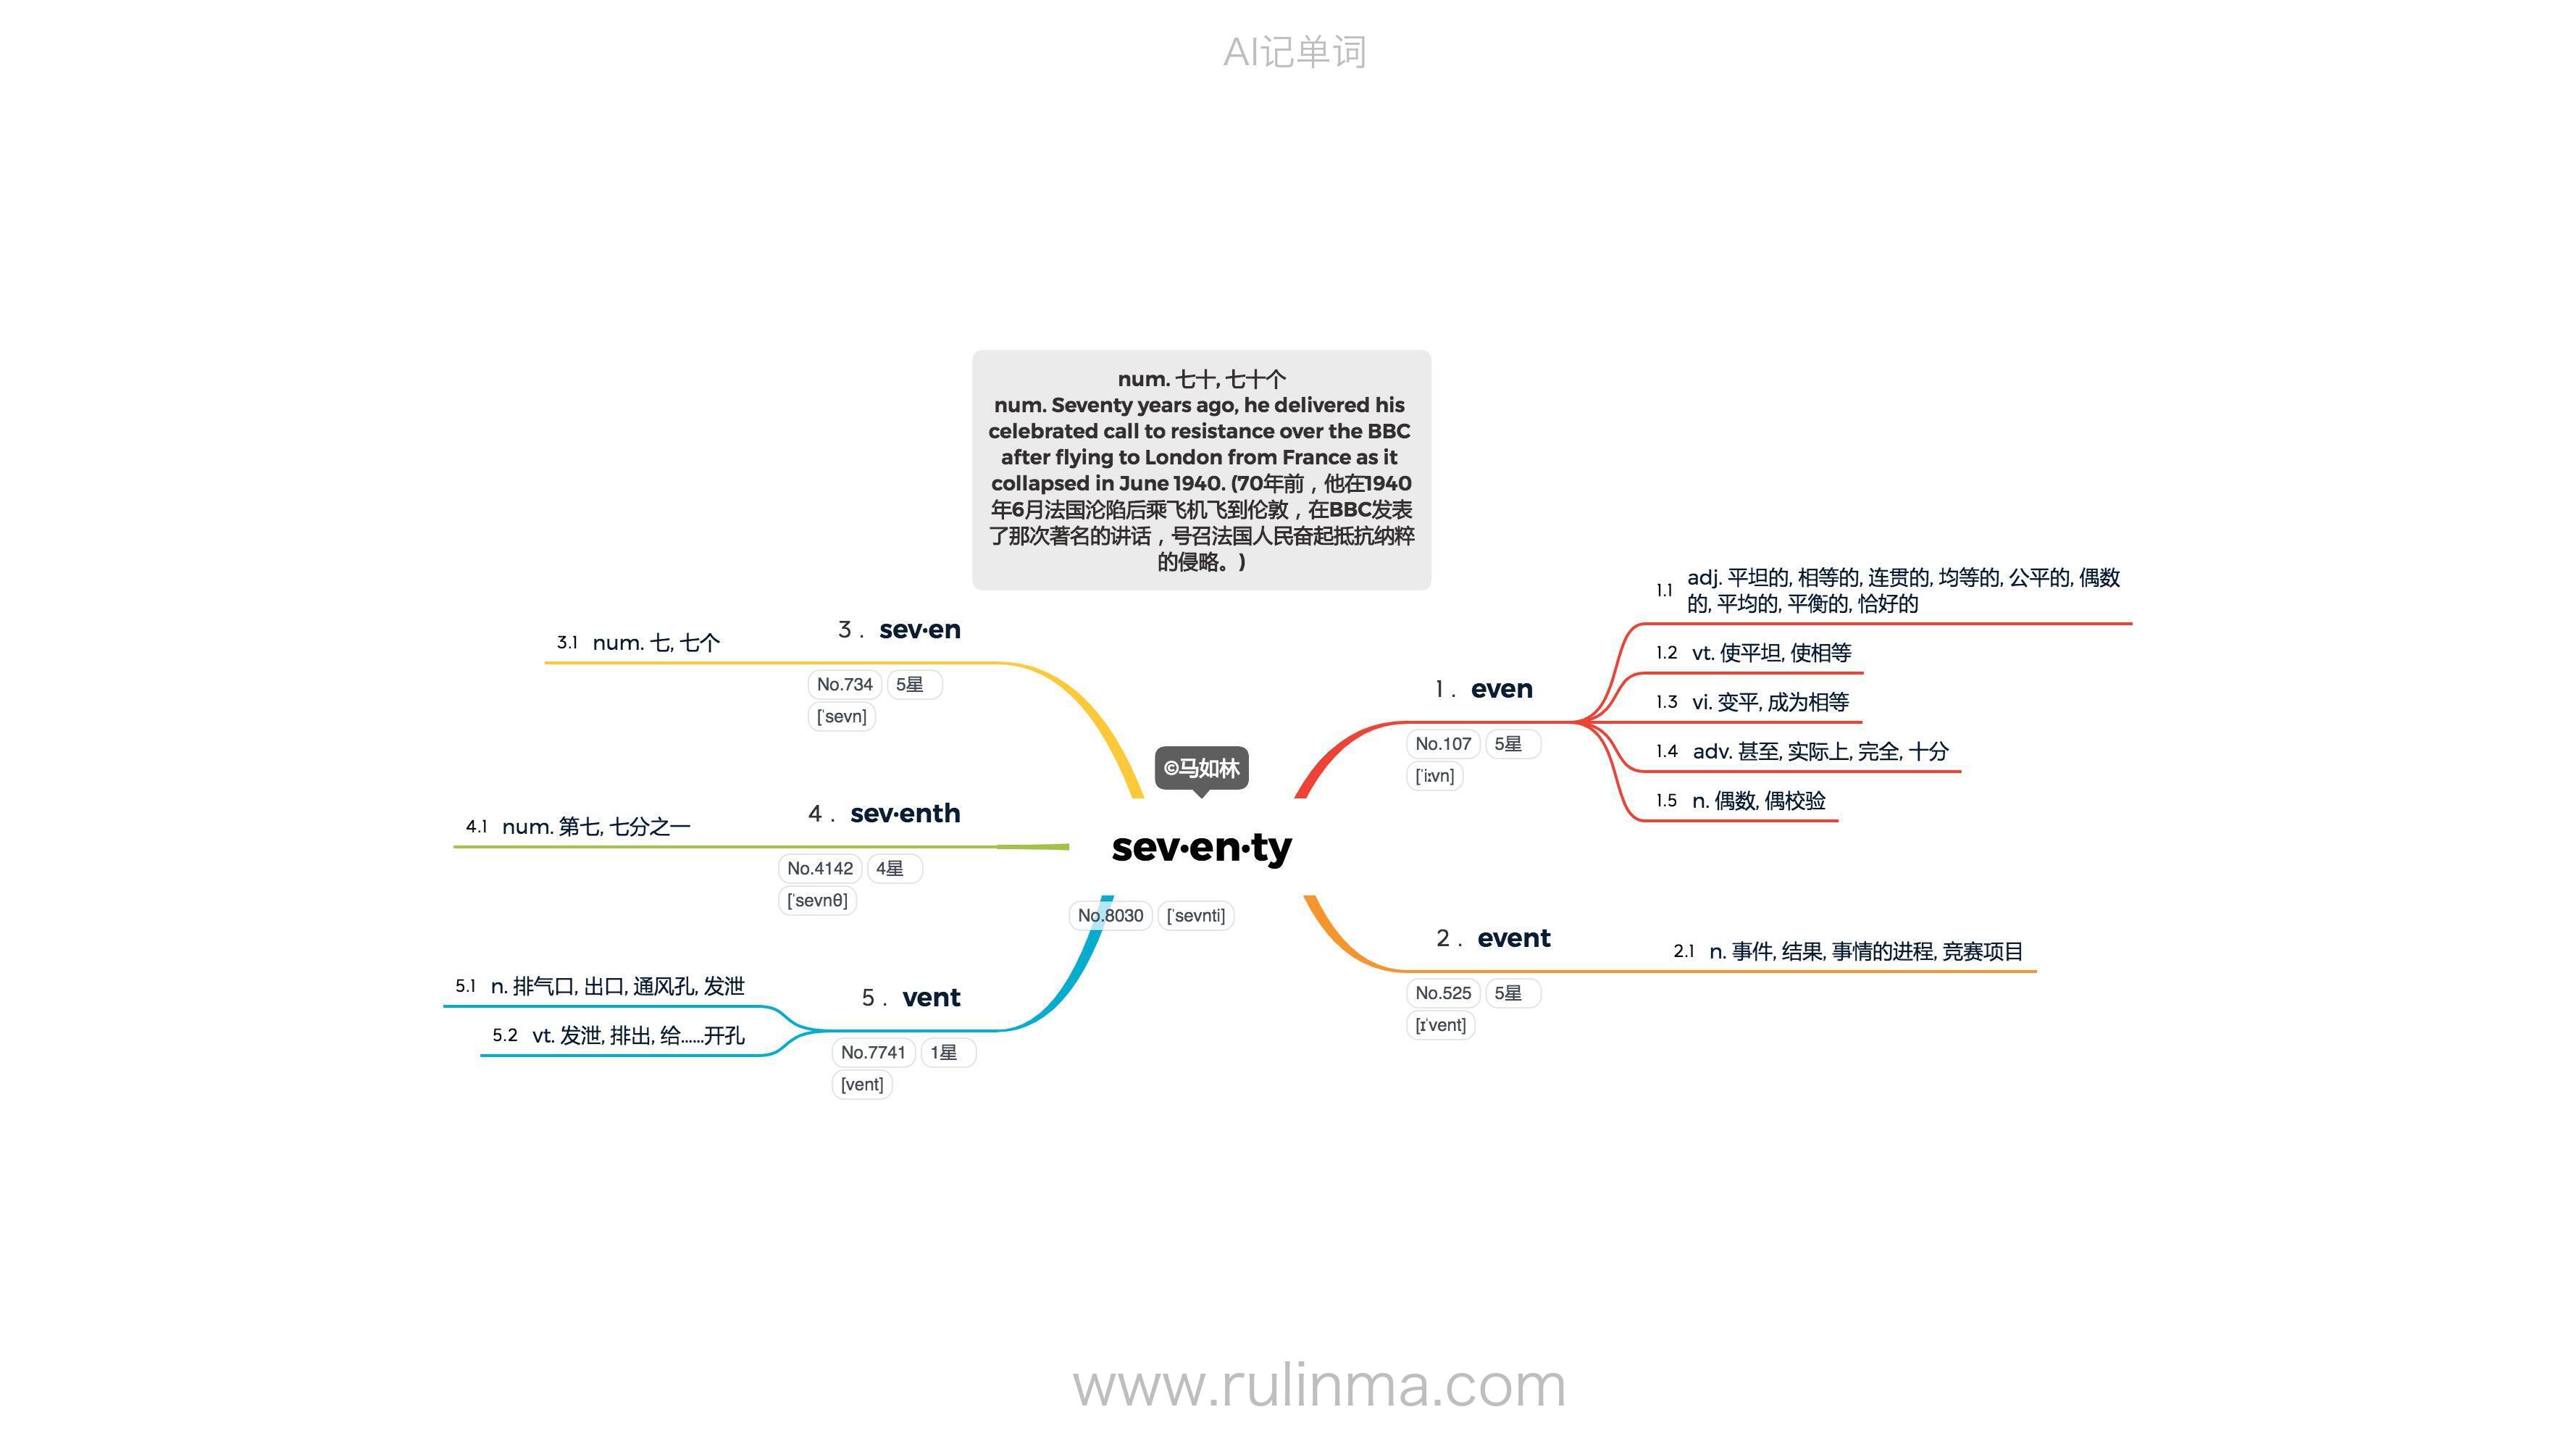 AI记单词
num. 七十, 七十个
num. Seventy years ago, he delivered his
celebrated call to resistance over the BBC
after flying to London from France as it
collapsed in June 1940. (70年前，他在1940
年6月法国沦陷后乘飞机飞到伦敦，在BBC发表
了那次著名的讲话，号召法国人民奋起抵抗纳粹
的侵略。)
©马如林
sev·en·ty
No.8030 [ˈsevnti]
1. even
No.107 5星
[ˈiːvn]
1.1 adj. 平坦的, 相等的, 连贯的, 均等的, 公平的, 偶数
的, 平均的, 平衡的, 恰好的
1.2 vt. 使平坦, 使相等
1.3 vi. 变平, 成为相等
1.4 adv. 甚至, 实际上, 完全, 十分
1.5 n. 偶数, 偶校验
2. event
No.525 5星
[ɪˈvent]
2.1 n. 事件, 结果, 事情的进程, 竞赛项目
3. sev·en
No.734 5星
[ˈsevn]
3.1 num. 七, 七个
4. sev·enth
No.4142 4星
[ˈsevnθ]
4.1 num. 第七, 七分之一
5. vent
No.7741 1星
[vent]
5.1 n. 排气口, 出口, 通风孔, 发泄
5.2 vt. 发泄, 排出, 给……开孔
www.rulinma.com